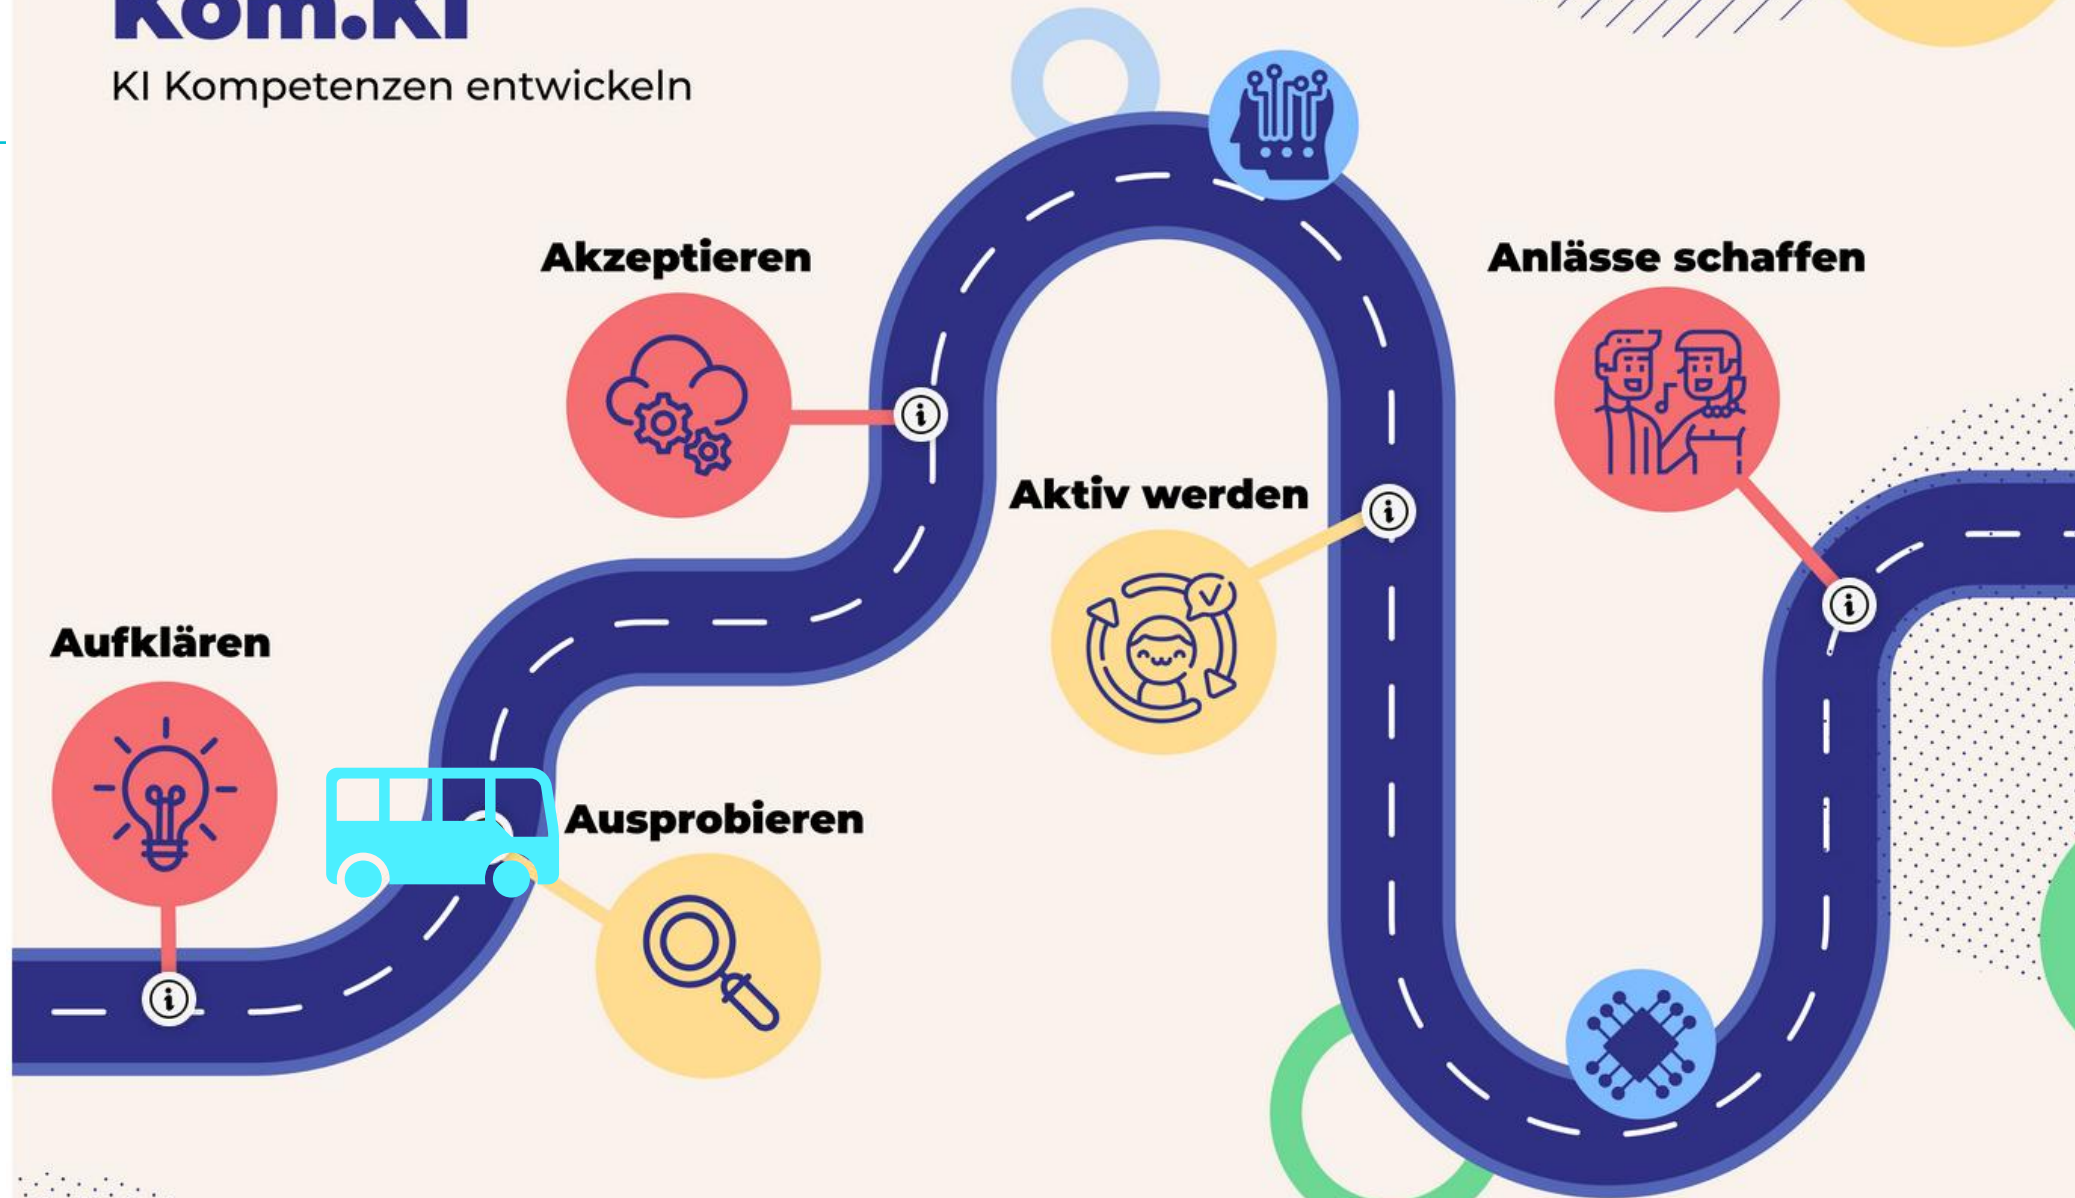 Kom.KI
KI Kompetenzen entwickeln
Akzeptieren
Anlässe schaffen
Aktiv werden
Aufklären
Ausprobieren